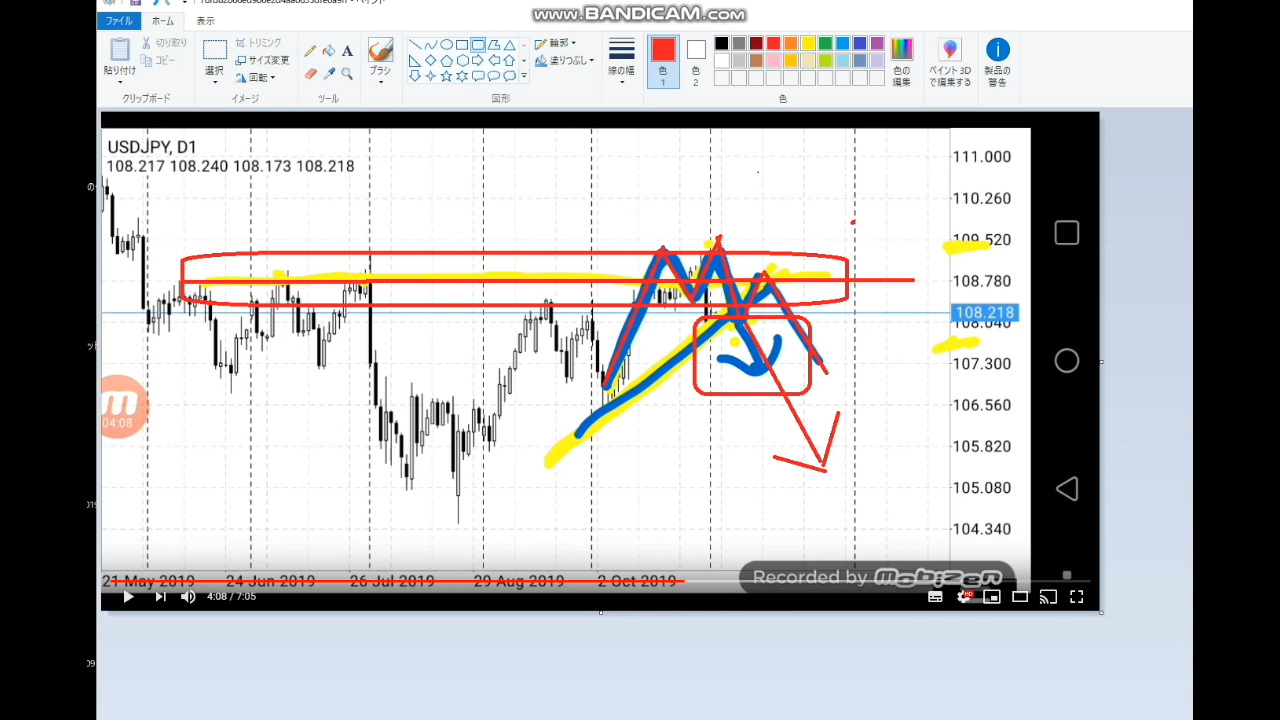 www.BANDICAM.com
ファイル ホーム 表示
貼り付け
切り取り
コピー
クリップボード
選択
トリミング
サイズ変更
回転
イメージ
A
ツール
ブラシ
輪郭
塗りつぶし
図形
線の幅
色
1
色
2
色の
編集
色
ペイント 3D
で編集する
製品の
警告
USDJPY, D1
108.217 108.240 108.173 108.218
111.000
110.260
109.520
108.780
108.218
108.040
107.300
106.560
105.820
105.080
104.340
04:08
21 May 2019 24 Jun 2019 26 Jul 2019 29 Aug 2019 2 Oct 2019
Recorded by Mobizen
4:08 / 7:05
HD